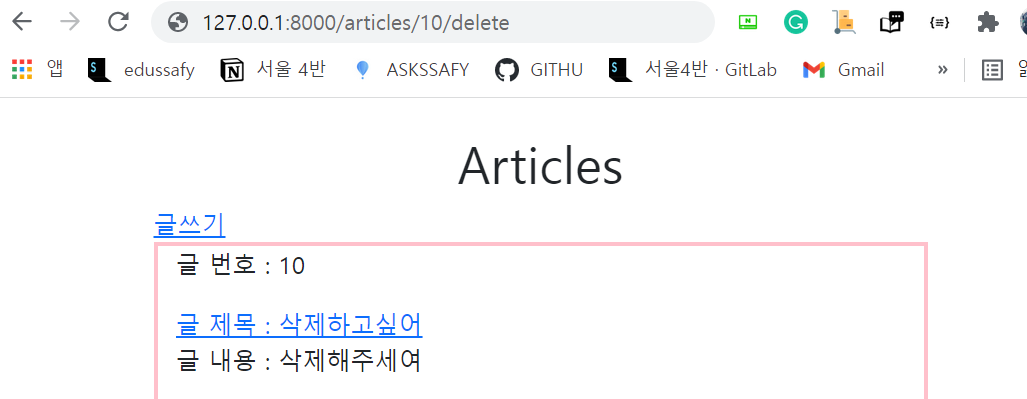 127.0.0.1:8000/articles/10/delete
앱 edussafy 서울 4반 ASKSSAFY GITHU 서울4반 · GitLab Gmail »
Articles
글쓰기
글 번호 : 10
글 제목 : 삭제하고싶어
글 내용 : 삭제해주세여